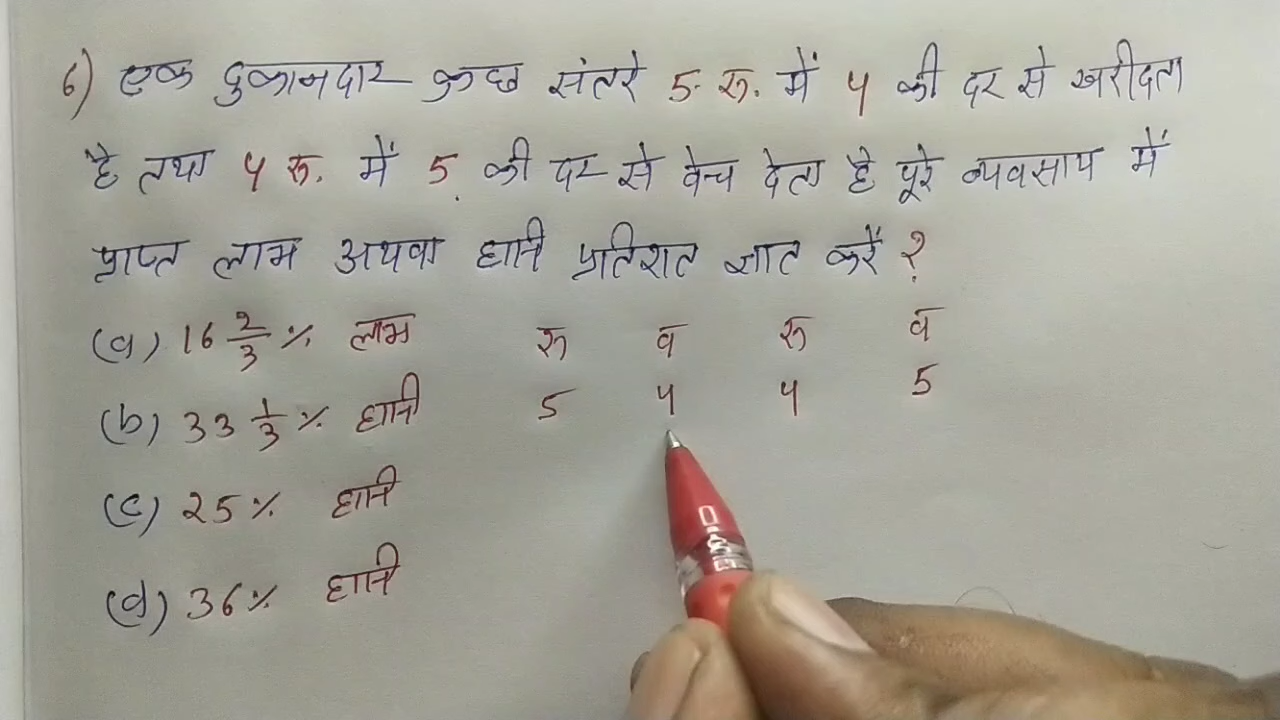 6) एक दुकानदार कुछ संतरे 5 रू. में 4 की दर से खरीदता
है तथा 4 रू. में 5 की दर से बेच देता है पूरे व्यवसाय में
प्राप्त लाभ अथवा हानि प्रतिशत ज्ञात करें ?
(a) 16 2/3 % लाभ
(b) 33 1/3 % हानि
(c) 25 % हानि
(d) 36 % हानि
रू व रू व
5 4 4 5